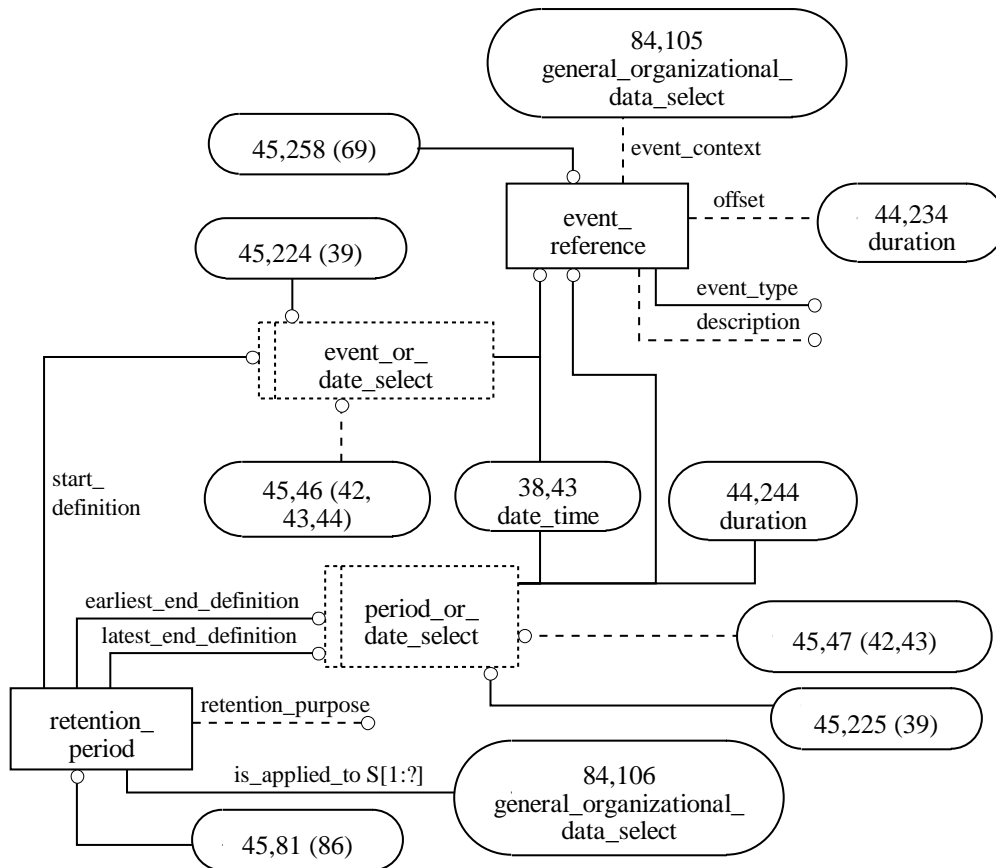 84,105
general_organizational_
data_select
45,258 (69)
event_context
event_
reference
offset
44,234
duration
45,224 (39)
event_type
description
event_or_
date_select
start_
definition
45,46 (42,
43,44)
38,43
date_time
44,244
duration
earliest_end_definition
latest_end_definition
period_or_
date_select
45,47 (42,43)
retention_
period
retention_purpose
45,225 (39)
is_applied_to S[1:?]
84,106
general_organizational_
data_select
45,81 (86)